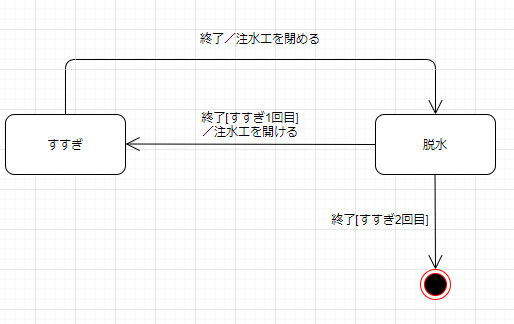 終了／注水工を閉める
終了[すすぎ1回目]
／注水工を開ける
すすぎ
脱水
終了[すすぎ2回目]